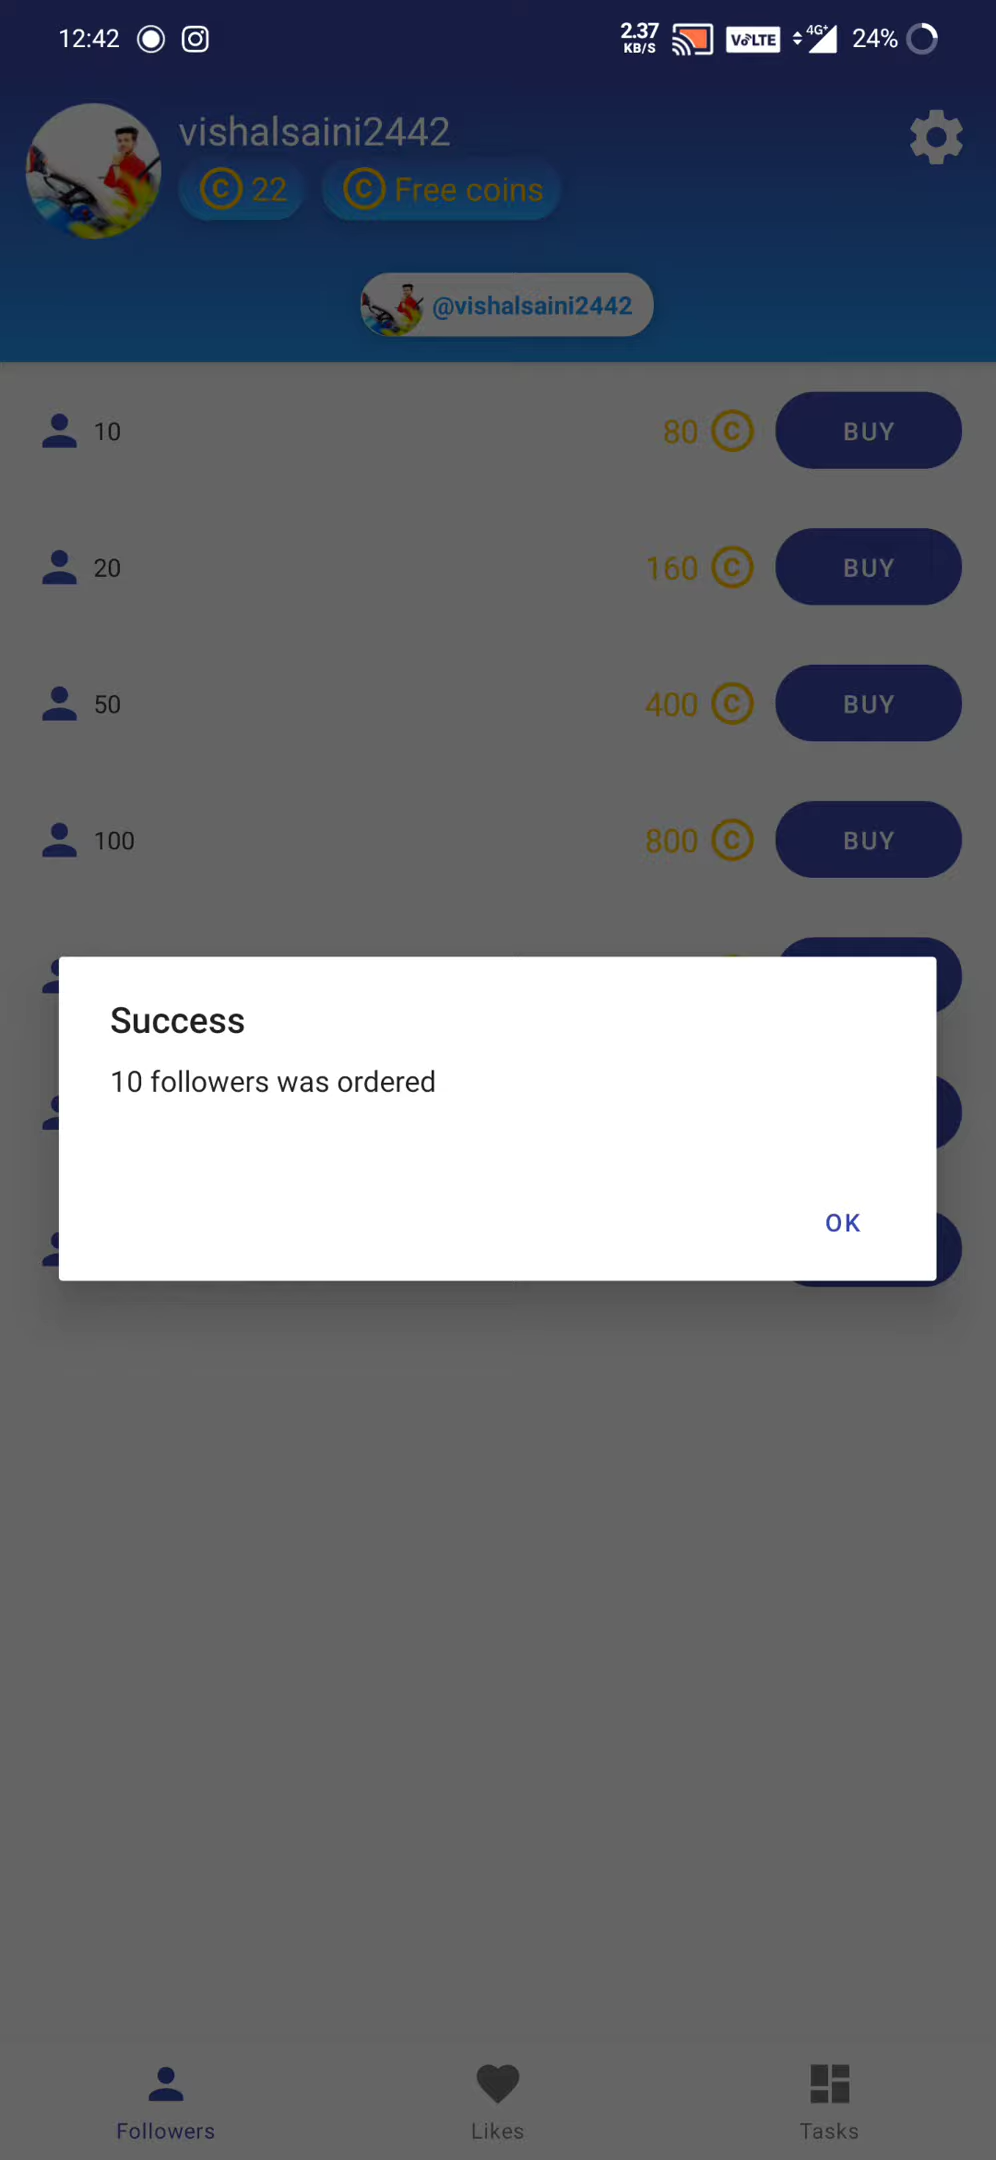 12:42 2.37 KB/S VoLTE 4G+ 24%
vishalsaini2442
C 22 C Free coins
@vishalsaini2442
10 80 C BUY
20 160 C BUY
50 400 C BUY
100 800 C BUY
Success
10 followers was ordered
OK
Followers Likes Tasks